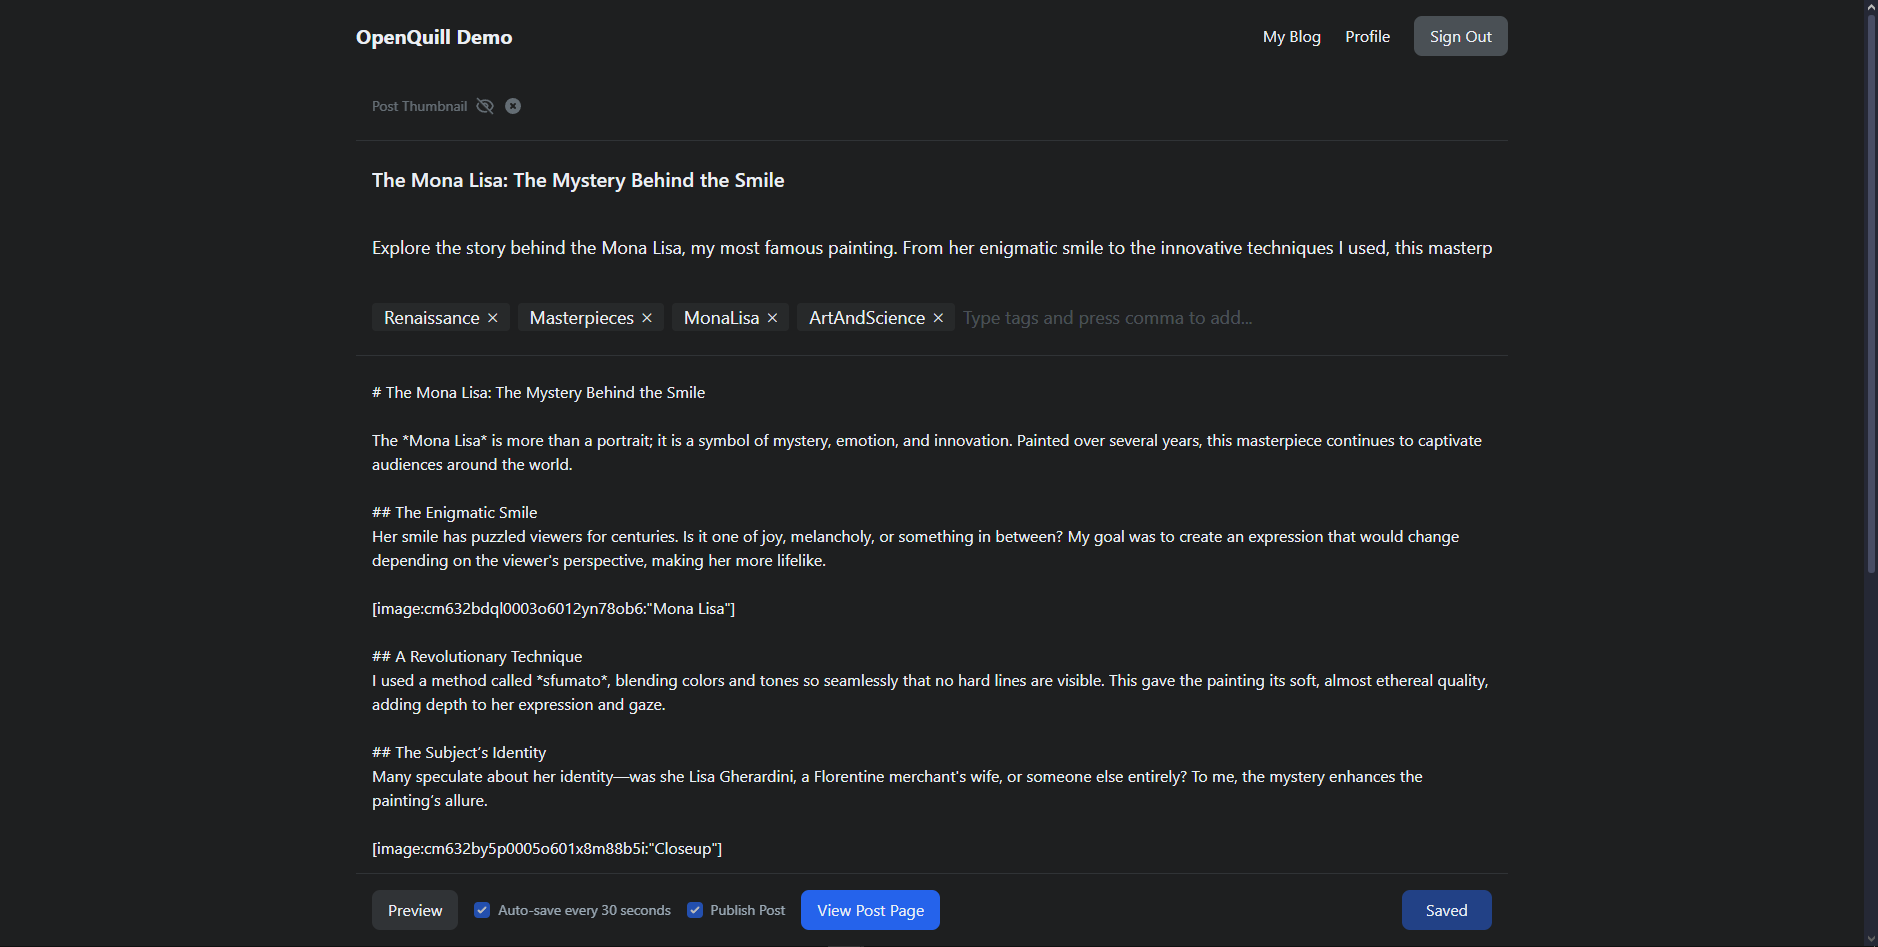 OpenQuill Demo
My Blog Profile Sign Out
Post Thumbnail
The Mona Lisa: The Mystery Behind the Smile
Explore the story behind the Mona Lisa, my most famous painting. From her enigmatic smile to the innovative techniques I used, this masterp
Renaissance × Masterpieces × MonaLisa × ArtAndScience × Type tags and press comma to add...
# The Mona Lisa: The Mystery Behind the Smile
The *Mona Lisa* is more than a portrait; it is a symbol of mystery, emotion, and innovation. Painted over several years, this masterpiece continues to captivate
audiences around the world.
## The Enigmatic Smile
Her smile has puzzled viewers for centuries. Is it one of joy, melancholy, or something in between? My goal was to create an expression that would change
depending on the viewer's perspective, making her more lifelike.
[image:cm632bdql0003o6012yn78ob6:"Mona Lisa"]
## A Revolutionary Technique
I used a method called *sfumato*, blending colors and tones so seamlessly that no hard lines are visible. This gave the painting its soft, almost ethereal quality,
adding depth to her expression and gaze.
## The Subject's Identity
Many speculate about her identity—was she Lisa Gherardini, a Florentine merchant's wife, or someone else entirely? To me, the mystery enhances the
painting's allure.
[image:cm632by5p0005o601x8m88b5i:"Closeup"]
Preview Auto-save every 30 seconds Publish Post View Post Page Saved